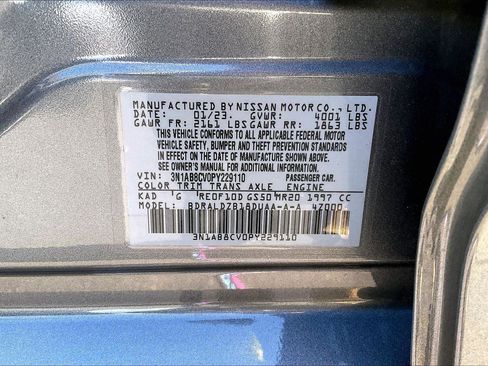 MANUFACTURED BY NISSAN MOTOR CO., LTD.
DATE: 01/23. GVWR: 4001 LBS
GAWR FR: 2161 LBS GAWR RR: 1863 LBS
THIS VEHICLE CONFORMS TO ALL APPLICABLE FEDERAL MOTOR
VEHICLE SAFETY, BUMPER AND THEFT PREVENTION STANDARDS
IN EFFECT ON THE DATE OF MANUFACTURE SHOWN ABOVE.
SEE OWNER'S MANUAL FOR ADDITIONAL INFORMATION.
VIN: 3N1AB8CV0PY229110 PASSENGER CAR.
COLOR TRIM TRANS AXLE ENGINE
KAD 'G RE0F10D GS50 MR20 1997 CC
MODEL: BDRALDZB18DUAA-A-A 4Z000
3N1AB8CV0PY229110